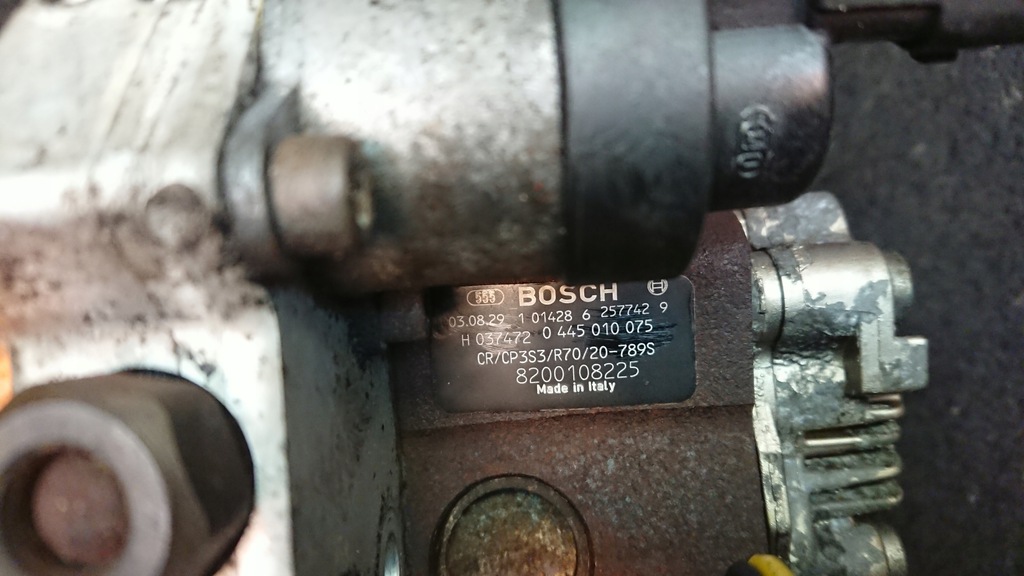 555 BOSCH
03.08.29 1 01428 6 257742 9
H 037472 0 445 010 075
CR/CP3S3/R70/20-789S
8200108225
Made in Italy